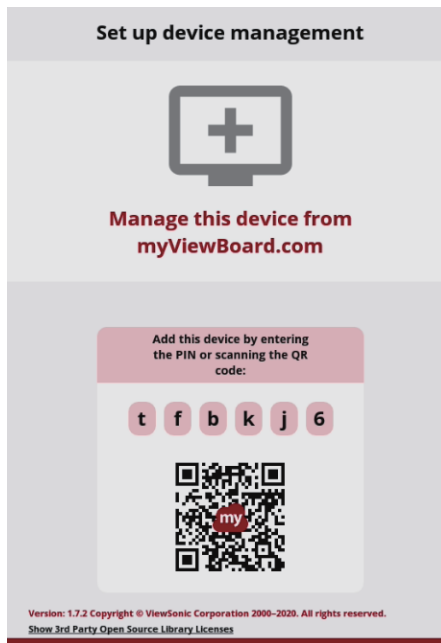 Set up device management
Manage this device from
myViewBoard.com
Add this device by entering
the PIN or scanning the QR
code:
t f b k j 6
my
Version: 1.7.2 Copyright © ViewSonic Corporation 2000–2020. All rights reserved.
Show 3rd Party Open Source Library Licenses